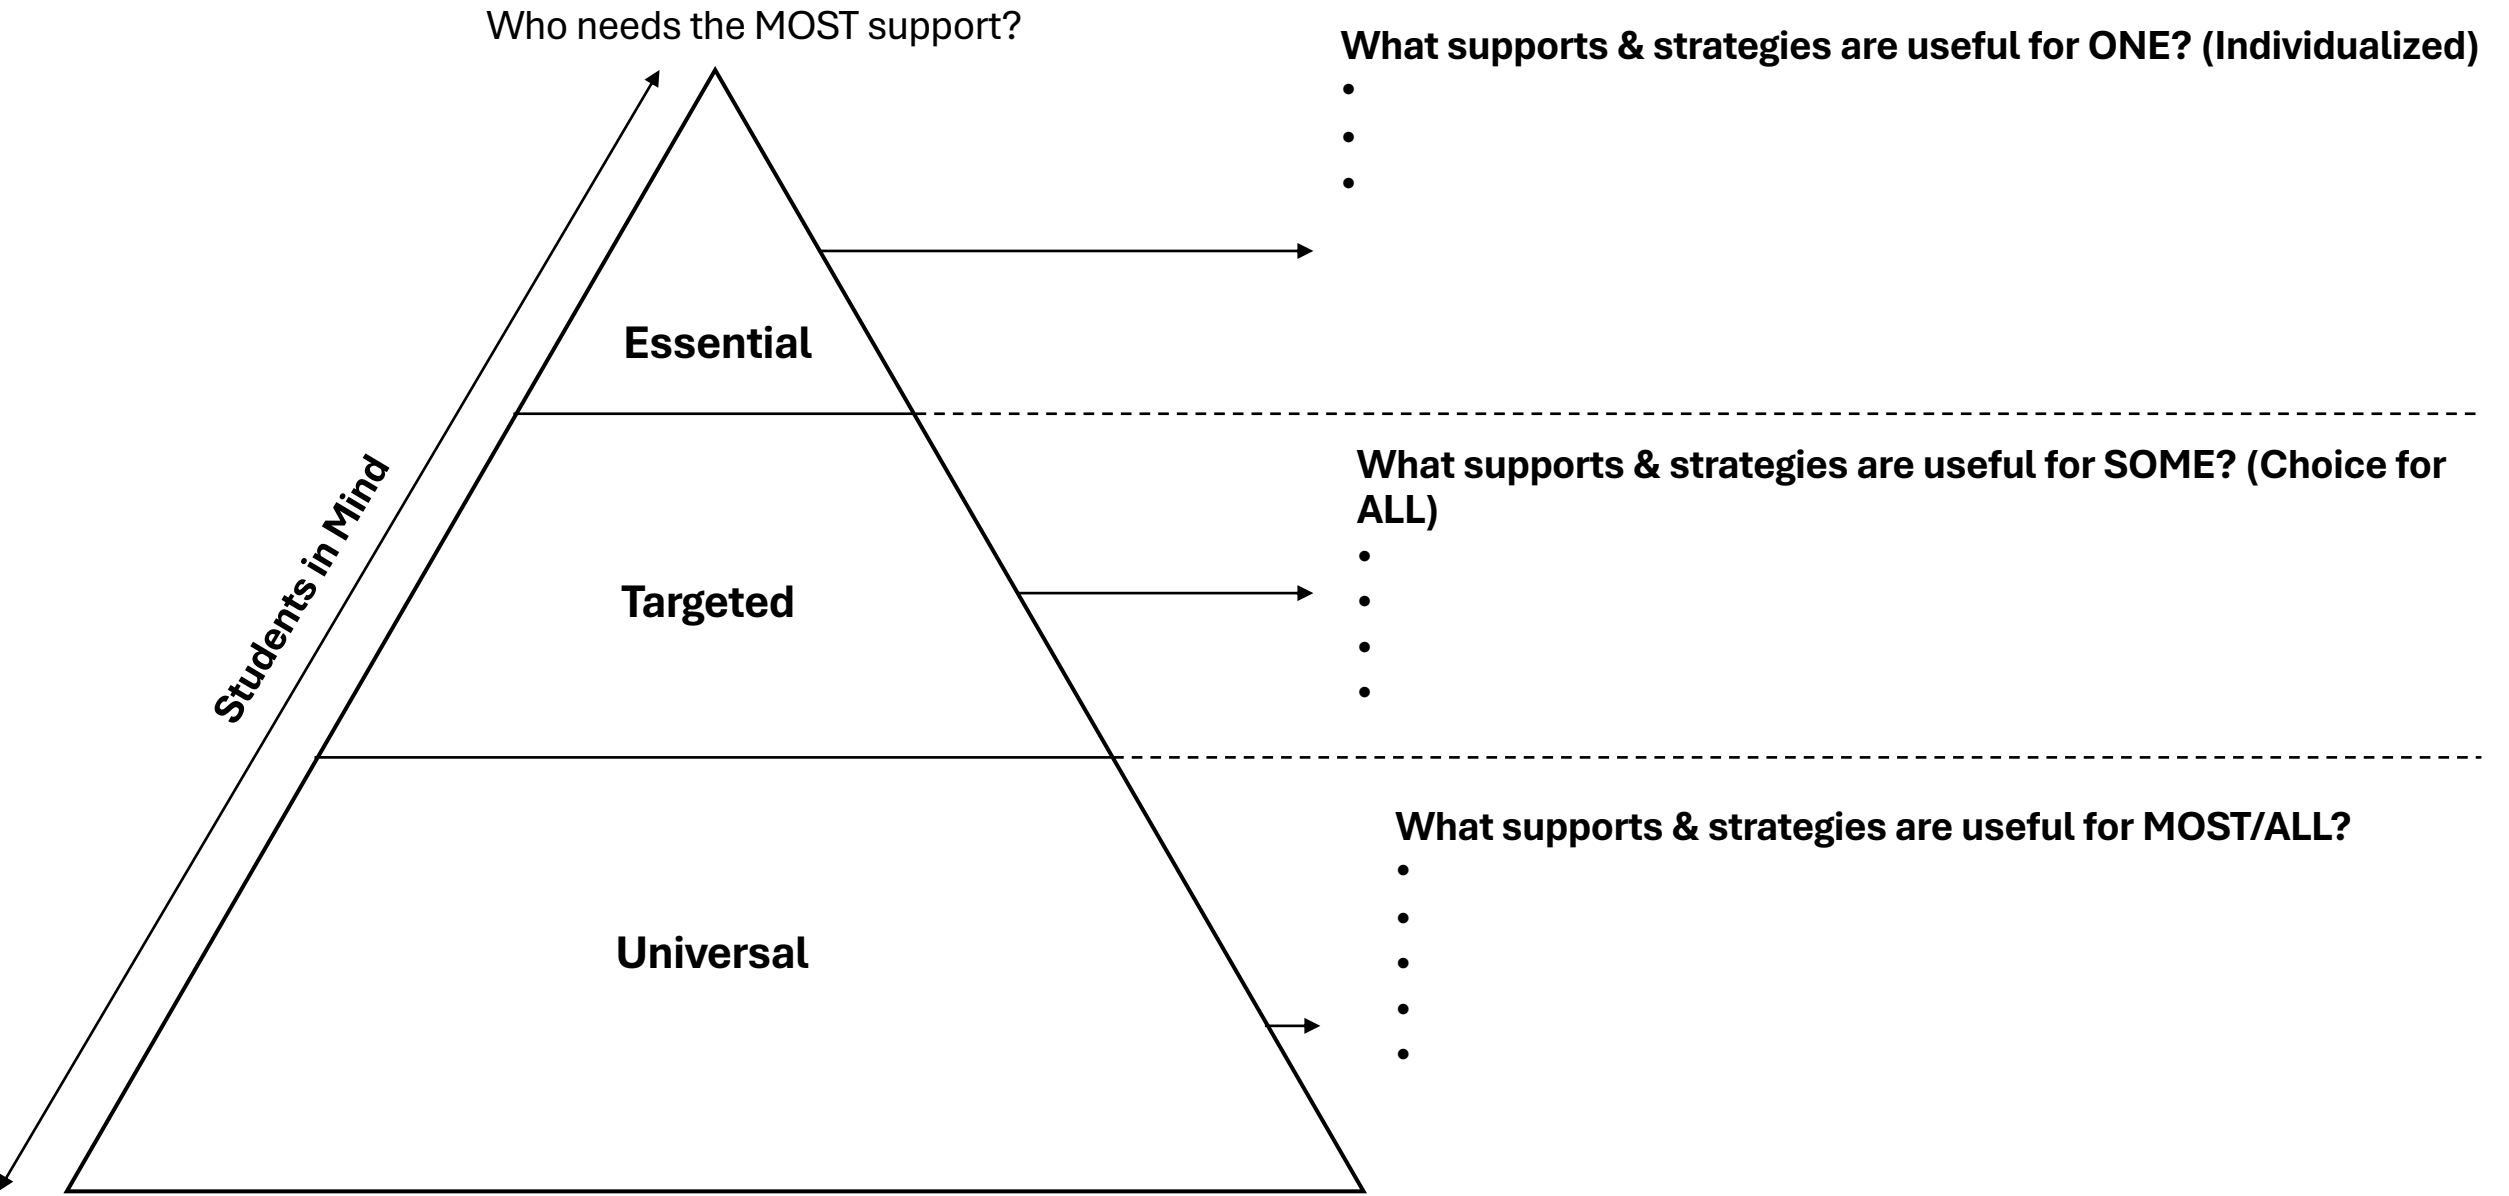 Who needs the MOST support?
What supports & strategies are useful for ONE? (Individualized)
•
•
•
Essential
What supports & strategies are useful for SOME? (Choice for
ALL)
•
•
•
•
Students in Mind
Targeted
What supports & strategies are useful for MOST/ALL?
•
•
•
•
•
Universal